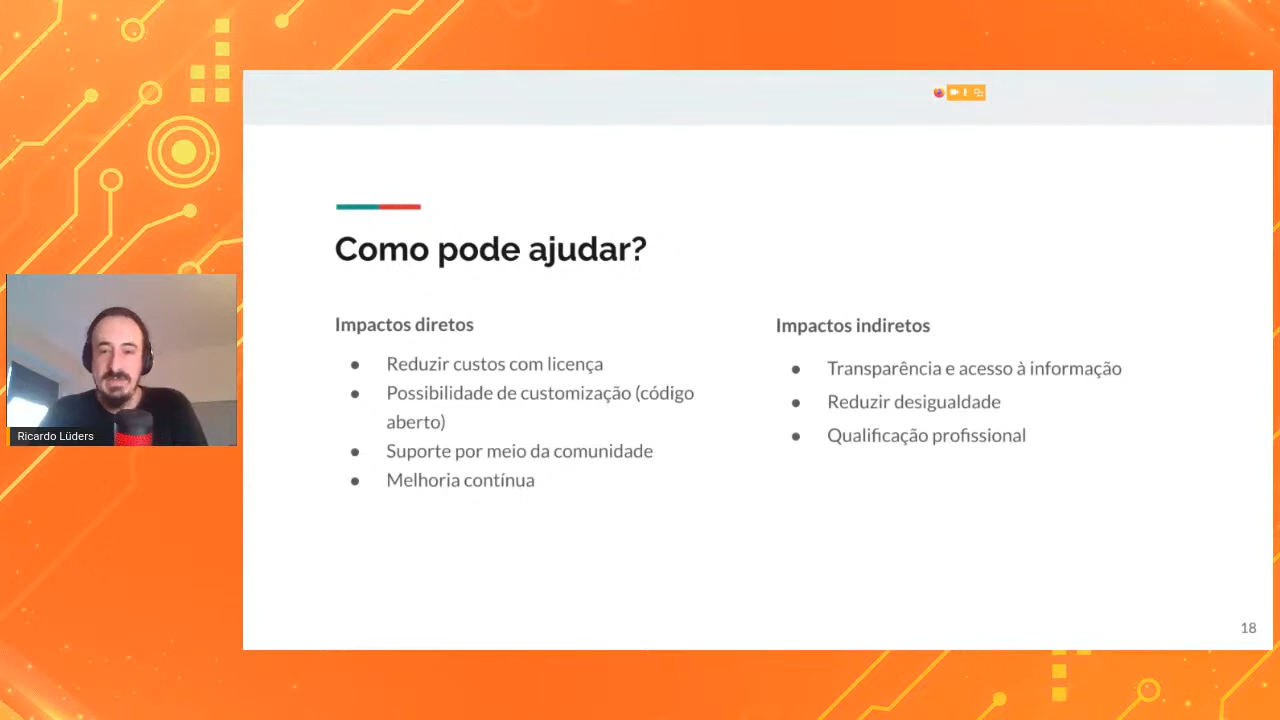 Como pode ajudar?
Impactos diretos
● Reduzir custos com licença
● Possibilidade de customização (código
aberto)
● Suporte por meio da comunidade
● Melhoria contínua
Impactos indiretos
● Transparência e acesso à informação
● Reduzir desigualdade
● Qualificação profissional
Ricardo Lüders
18